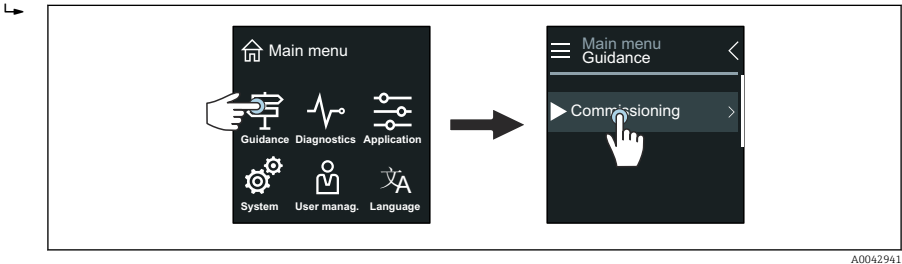 Main menu
Guidance Diagnostics Application
System User manag. Language
Main menu
Guidance
Commissioning
A0042941